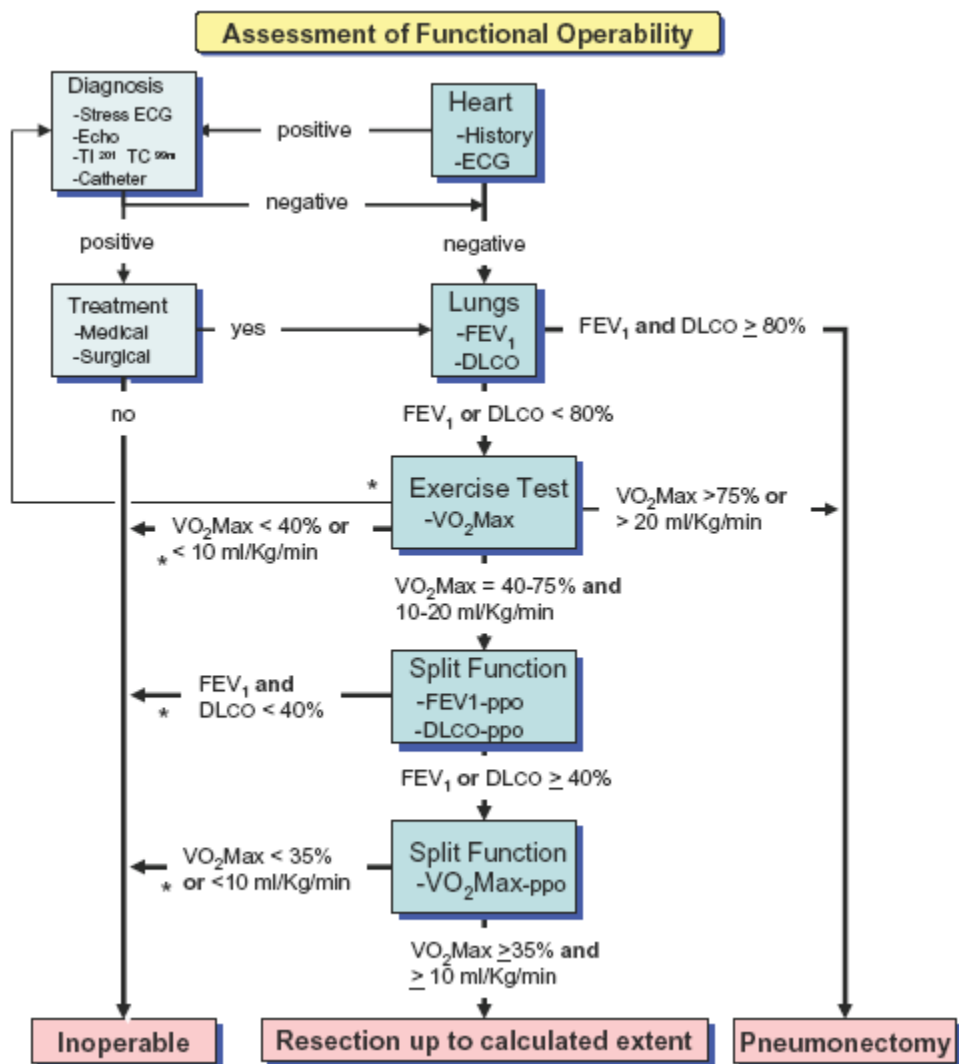 Assessment of Functional Operability
Diagnosis
-Stress ECG
-Echo
-TI 201 TC 99m
-Catheter
positive
Heart
-History
-ECG
negative
positive
negative
Treatment
-Medical
-Surgical
yes
Lungs
-FEV1
-DLCO
FEV1 and DLCO ≥ 80%
no
FEV1 or DLCO < 80%
*
Exercise Test
-VO2Max
VO2Max >75% or
> 20 ml/Kg/min
VO2Max < 40% or
* < 10 ml/Kg/min
VO2Max = 40-75% and
10-20 ml/Kg/min
Split Function
-FEV1-ppo
-DLCO-ppo
FEV1 and
* DLCO < 40%
FEV1 or DLCO ≥ 40%
Split Function
-VO2Max-ppo
VO2Max < 35%
* or <10 ml/Kg/min
VO2Max ≥35% and
≥ 10 ml/Kg/min
Inoperable
Resection up to calculated extent
Pneumonectomy